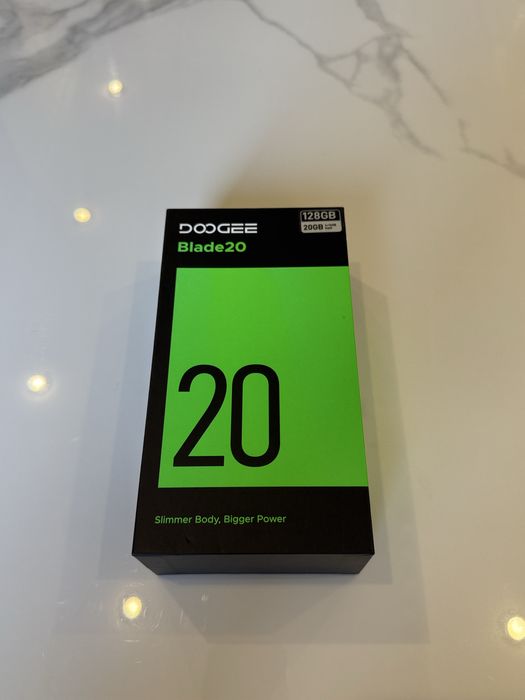 DOOGEE
128GB
20GB
Blade20
20
Slimmer Body, Bigger Power